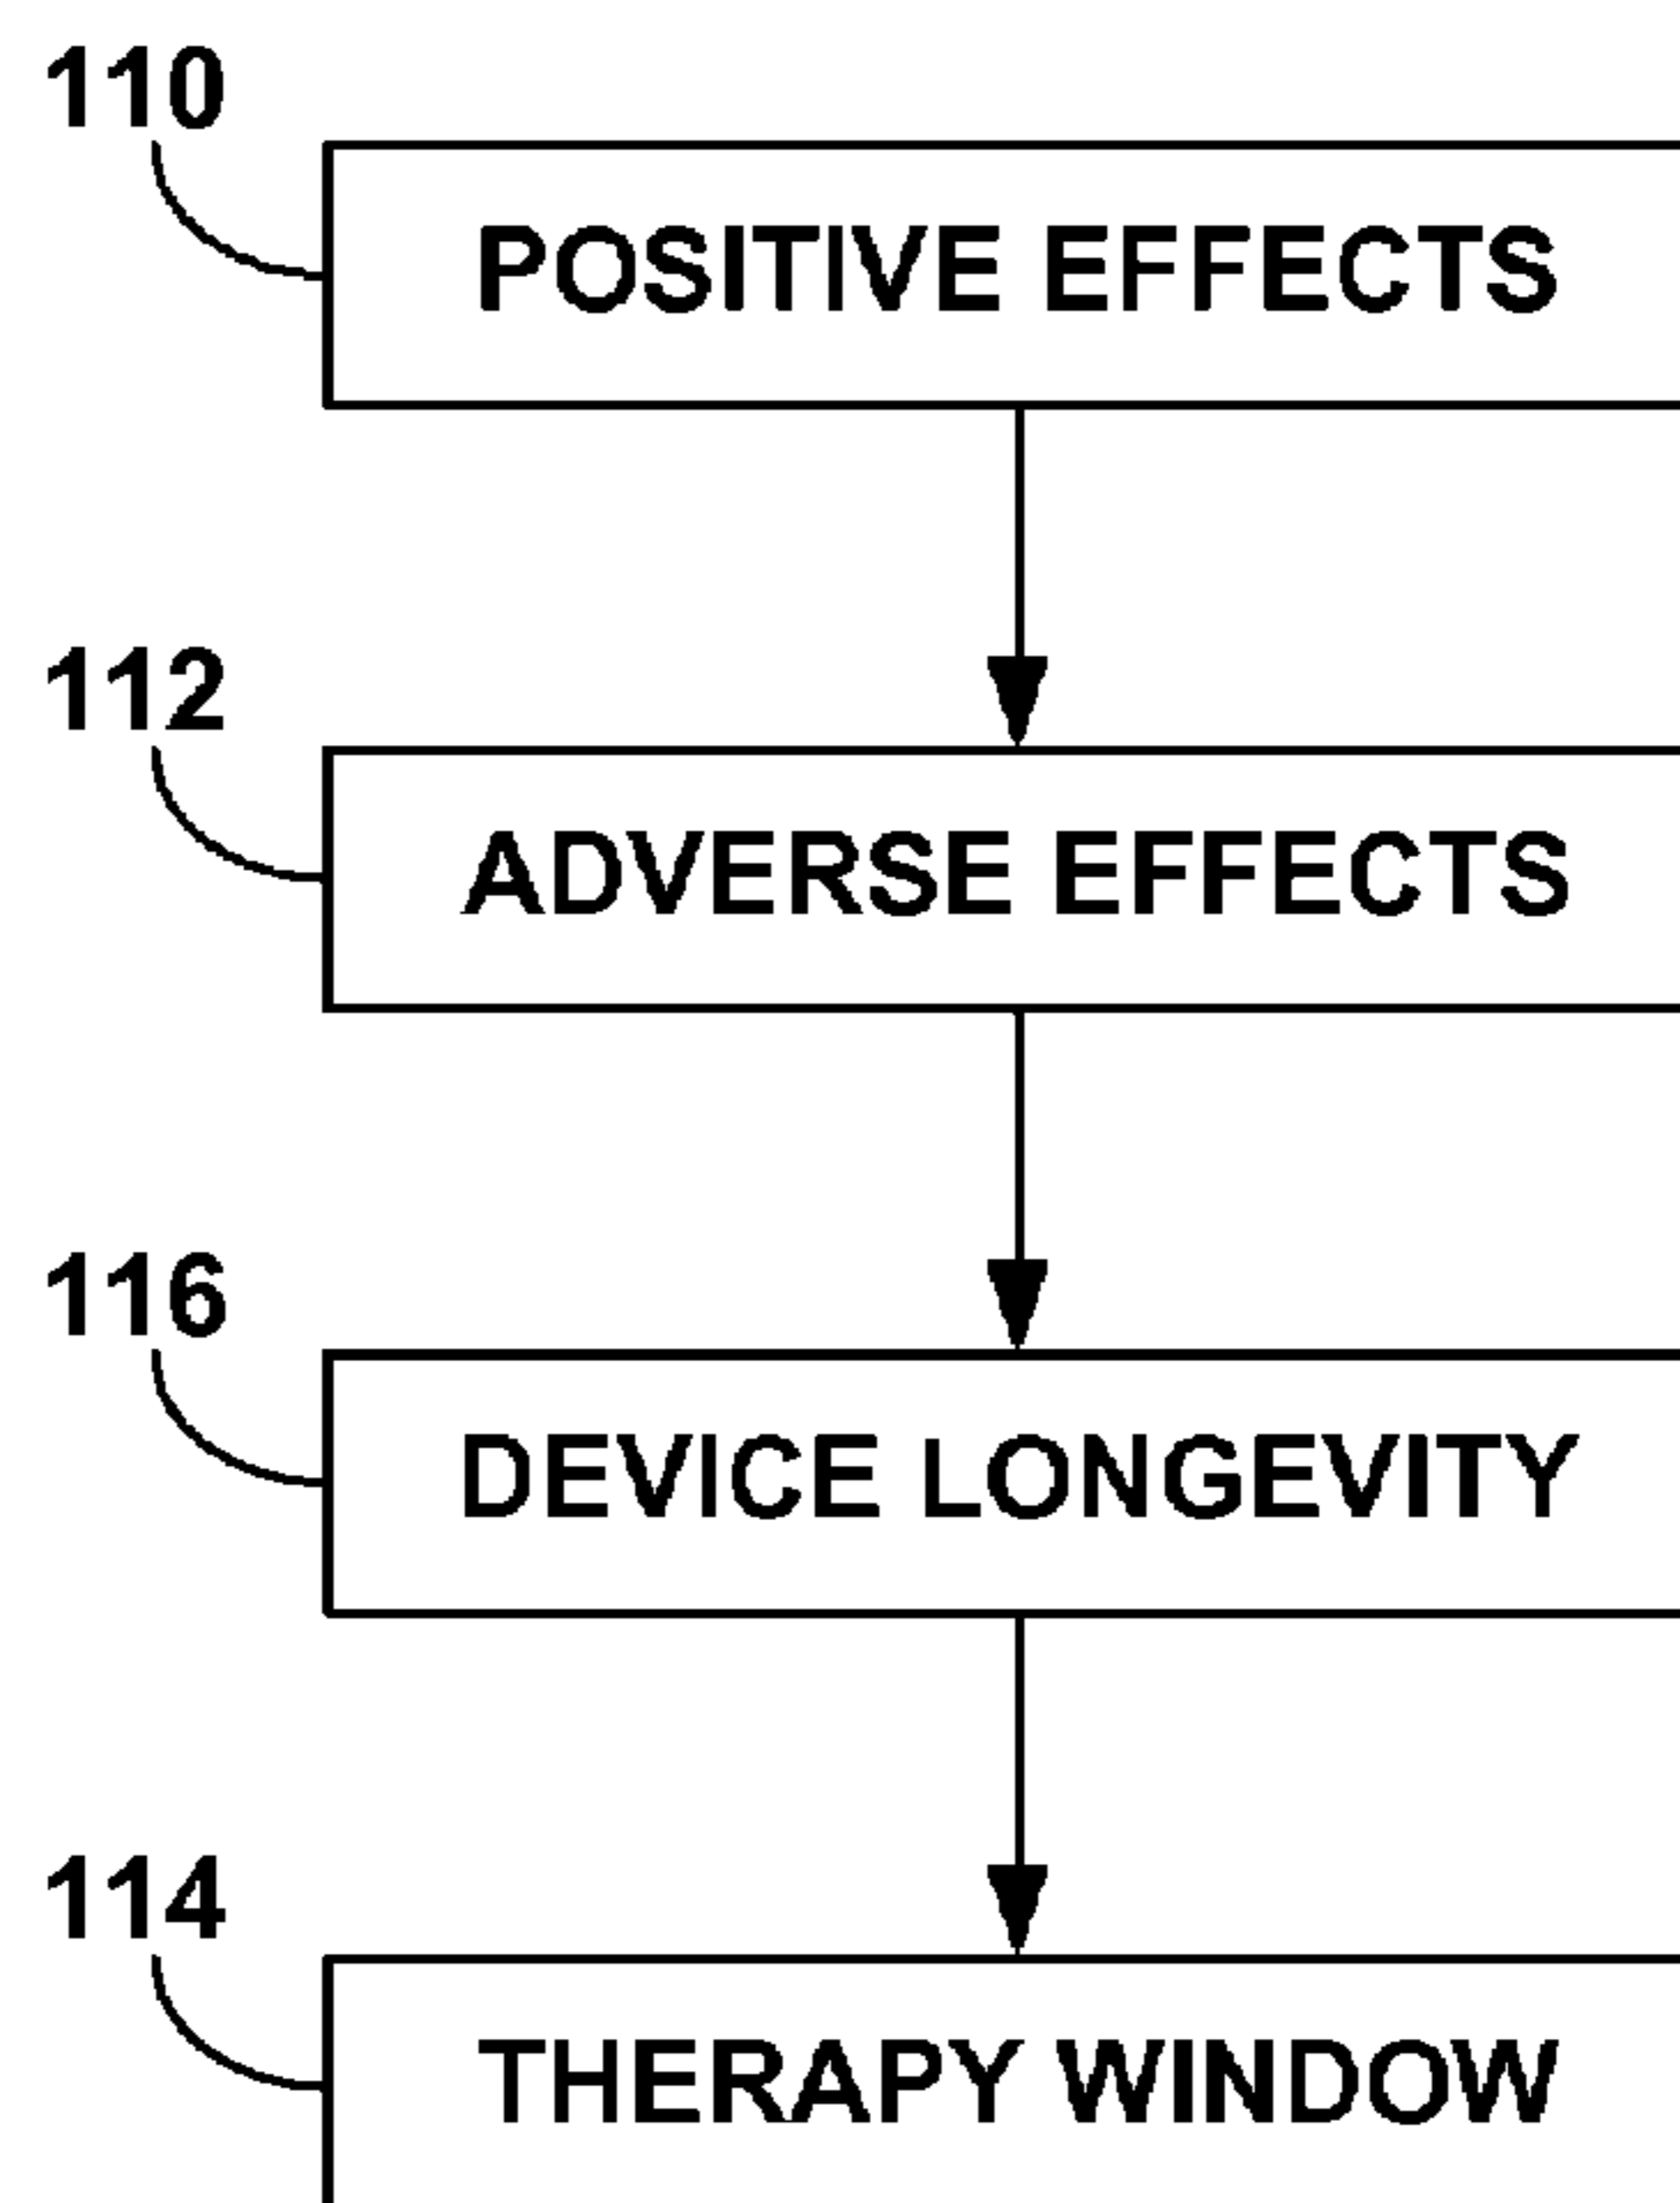 110
POSITIVE EFFECTS
112
ADVERSE EFFECTS
116
DEVICE LONGEVITY
114
THERAPY WINDOW